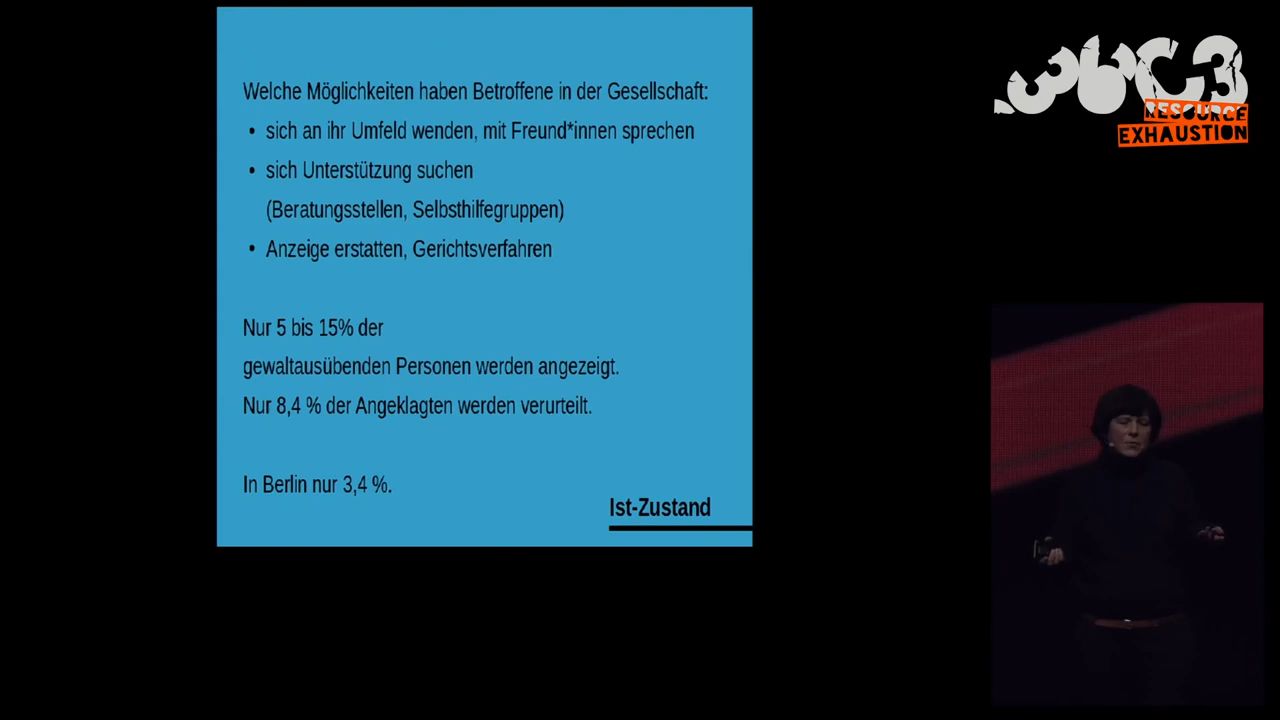 Welche Möglichkeiten haben Betroffene in der Gesellschaft:
• sich an ihr Umfeld wenden, mit Freund*innen sprechen
• sich Unterstützung suchen
(Beratungsstellen, Selbsthilfegruppen)
• Anzeige erstatten, Gerichtsverfahren
Nur 5 bis 15% der
gewaltausübenden Personen werden angezeigt.
Nur 8,4 % der Angeklagten werden verurteilt.
In Berlin nur 3,4 %.
Ist-Zustand
36C3
RESOURCE
EXHAUSTION